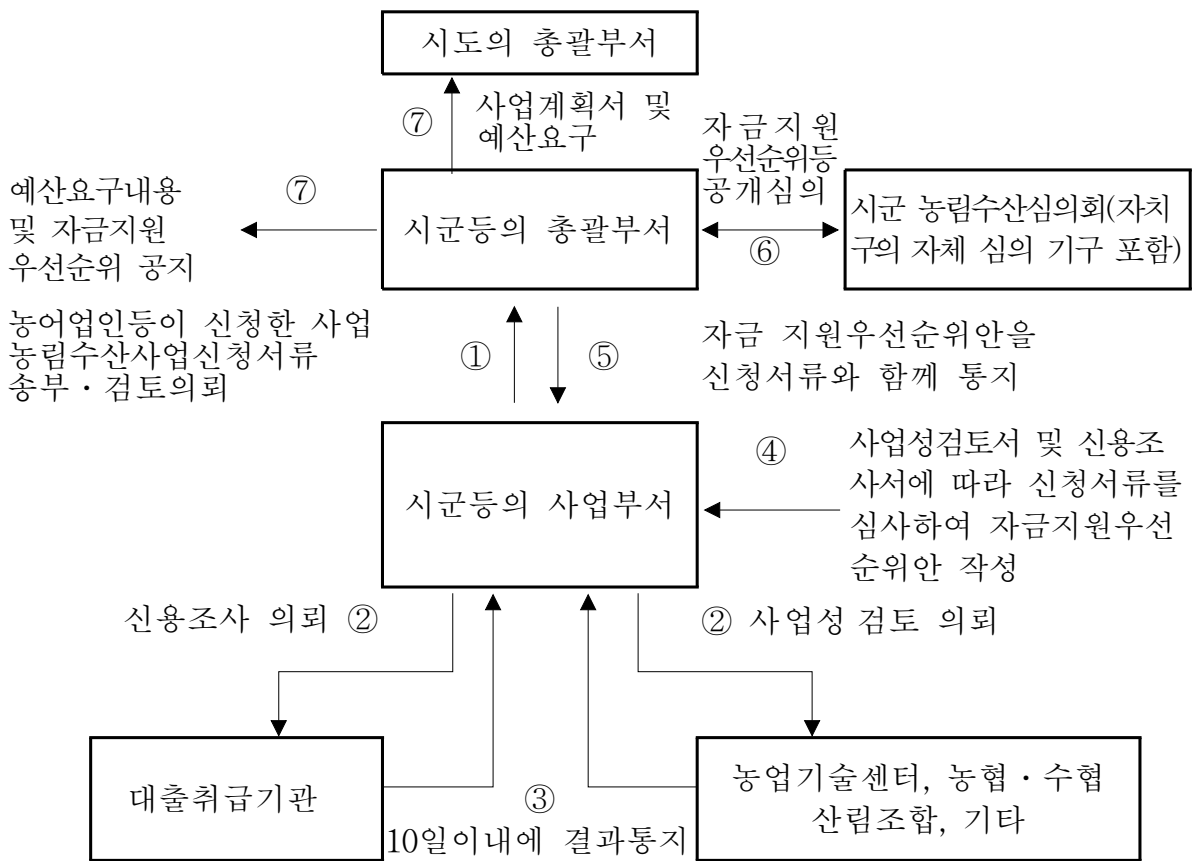 시도의 총괄부서
⑦
사업계획서 및
예산요구
자금지원
우선순위등
공개심의
예산요구내용
및 자금지원
우선순위 공지
⑦
시군등의 총괄부서
⑥
시군 농림수산심의회(자치
구의 자체 심의 기구 포함)
농어업인등이 신청한 사업
농림수산사업신청서류
송부·검토의뢰
①
⑤
자금 지원우선순위안을
신청서류와 함께 통지
시군등의 사업부서
④
사업성검토서 및 신용조
사서에 따라 신청서류를
심사하여 자금지원우선
순위안 작성
신용조사 의뢰 ②
② 사업성 검토 의뢰
대출취급기관
③
10일이내에 결과통지
농업기술센터, 농협·수협
산림조합, 기타